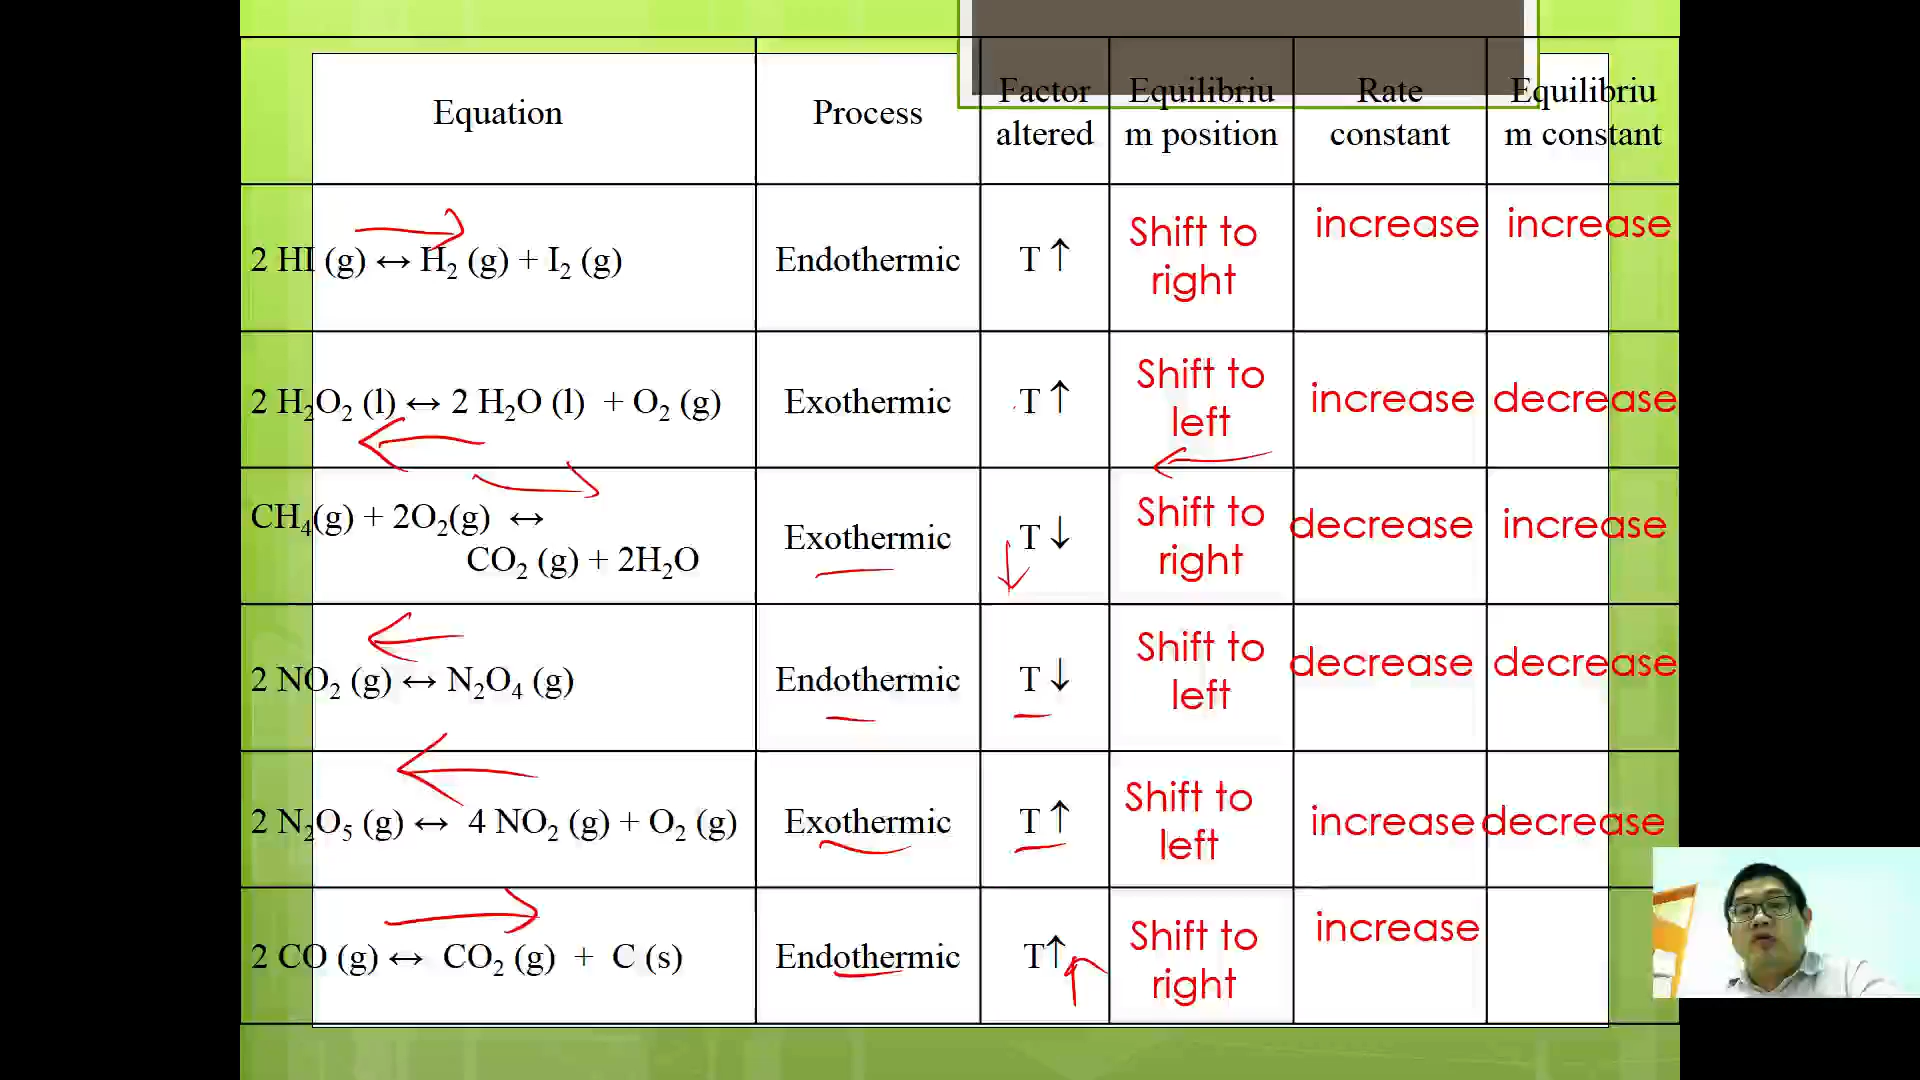 Equation Process Factor altered Equilibriu m position Rate constant Equilibriu m constant
2 HI (g) ↔ H₂ (g) + I₂ (g) Endothermic T ↑ Shift to right increase increase
2 H₂O₂ (l) ↔ 2 H₂O (l) + O₂ (g) Exothermic T ↑ Shift to left increase decrease
CH₄(g) + 2O₂(g) ↔
CO₂ (g) + 2H₂O Exothermic T ↓ Shift to right decrease increase
2 NO₂ (g) ↔ N₂O₄ (g) Endothermic T ↓ Shift to left decrease decrease
2 N₂O₅ (g) ↔ 4 NO₂ (g) + O₂ (g) Exothermic T ↑ Shift to left increase decrease
2 CO (g) ↔ CO₂ (g) + C (s) Endothermic T↑ Shift to right increase